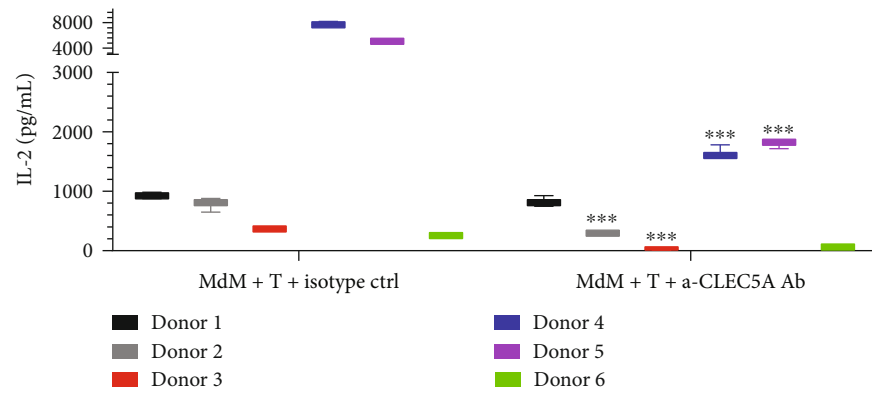 8000
4000
3000
2000
1000
0
IL-2 (pg/mL)
***
***
***
***
MdM + T + isotype ctrl
MdM + T + a-CLEC5A Ab
Donor 1
Donor 2
Donor 3
Donor 4
Donor 5
Donor 6